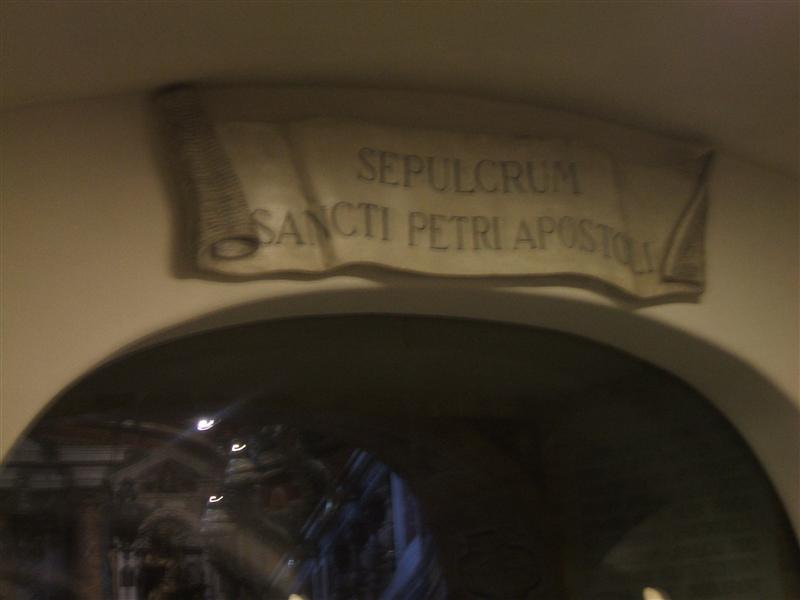 SEPULCRUM
SANCTI PETRI APOSTOLI